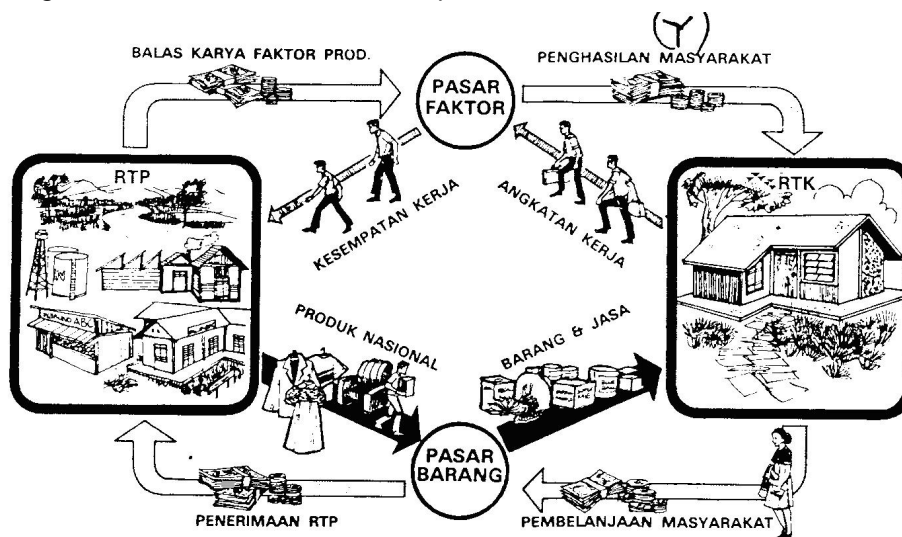 Y
BALAS KARYA FAKTOR PROD.
PENGHASILAN MASYARAKAT
PASAR
FAKTOR
RTP
RTK
KESEMPATAN KERJA
ANGKATAN KERJA
PRODUK NASIONAL
BARANG & JASA
PASAR
BARANG
PENERIMAAN RTP
PEMBELANJAAN MASYARAKAT